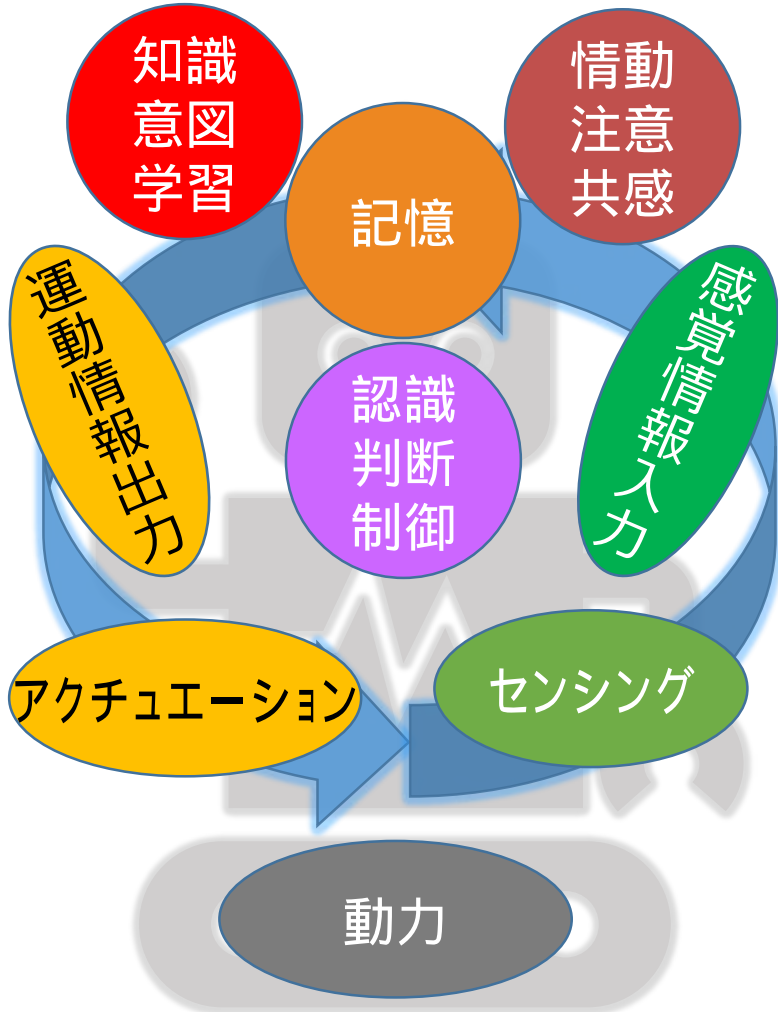 知識
意図
学習
情動
注意
共感
記憶
運動情報出力
感覚情報入力
認識
判断
制御
アクチュエーション
センシング
動力